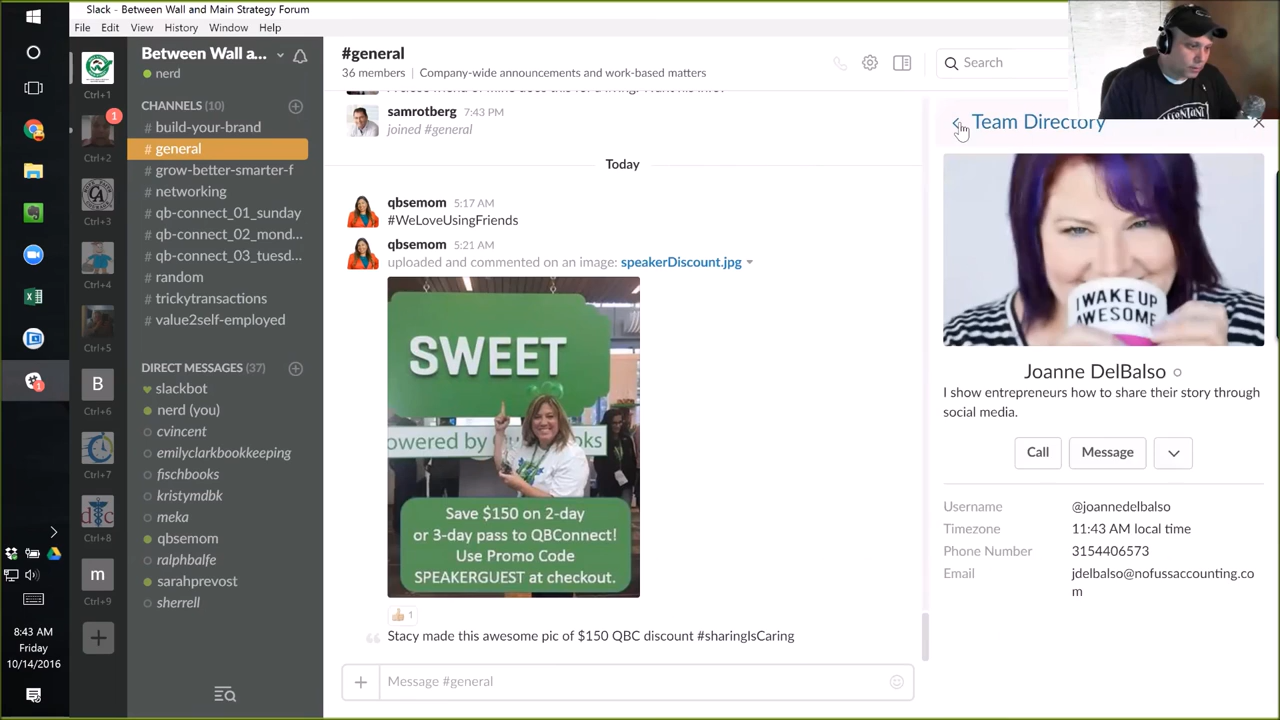 Slack - Between Wall and Main Strategy Forum
File Edit View History Window Help
Between Wall a...
nerd
CHANNELS (10)
# build-your-brand
# general
# grow-better-smarter-f
# networking
# qb-connect_01_sunday
# qb-connect_02_mond...
# qb-connect_03_tuesd...
# random
# trickytransactions
# value2self-employed
DIRECT MESSAGES (37)
slackbot
nerd (you)
cvincent
emilyclarkbookkeeping
fischbooks
kristymdbk
meka
qbsemom
ralphbalfe
sarahprevost
sherrell
Ctrl+1
1
Ctrl+2
Ctrl+3
Ctrl+4
Ctrl+5
B
Ctrl+6
Ctrl+7
Ctrl+8
m
Ctrl+9
8:43 AM
Friday
10/14/2016
#general
36 members | Company-wide announcements and work-based matters
Search
samrotberg 7:43 PM
joined #general
Today
qbsemom 5:17 AM
#WeLoveUsingFriends
qbsemom 5:21 AM
uploaded and commented on an image: speakerDiscount.jpg
SWEET
Save $150 on 2-day
or 3-day pass to QBConnect!
Use Promo Code
SPEAKERGUEST at checkout.
1
Stacy made this awesome pic of $150 QBC discount #sharingIsCaring
Message #general
Team Directory
I WAKE UP
AWESOME
Joanne DelBalso
I show entrepreneurs how to share their story through
social media.
Call Message
Username @joannedelbalso
Timezone 11:43 AM local time
Phone Number 3154406573
Email jdelbalso@nofussaccounting.co
m